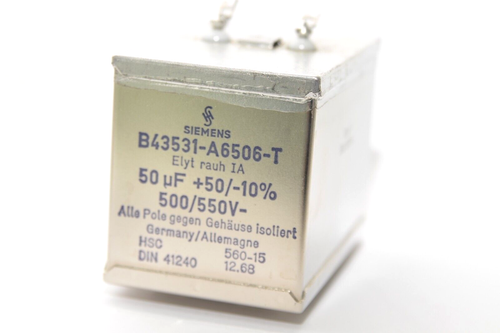 SIEMENS
B43531-A6506-T
Elyt rauh IA
50 µF +50/-10%
500/550V-
Alle Pole gegen Gehäuse isoliert
Germany/Allemagne
HSC 560-15
DIN 41240 12.68